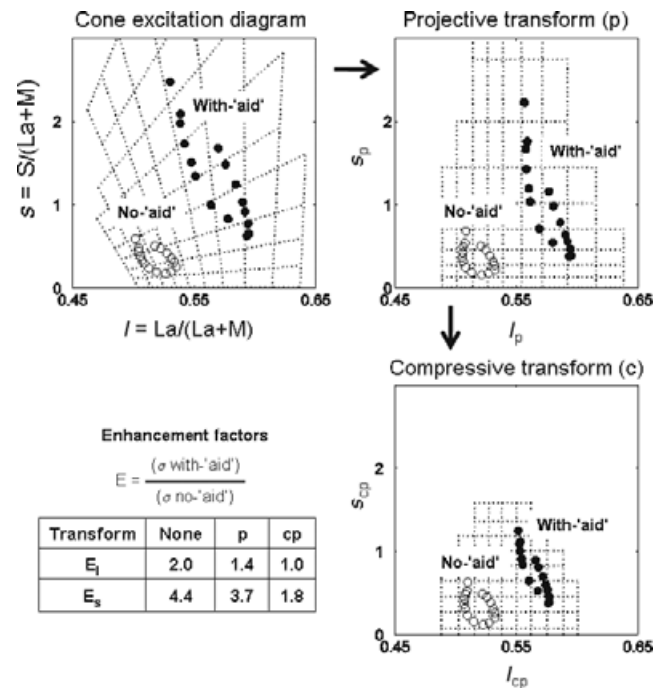 Cone excitation diagram
s = S/(La+M)
2
1
0
With-'aid'
No-'aid'
0.45
0.55
0.65
l = La/(La+M)
Projective transform (p)
sp
2
1
0
With-'aid'
No-'aid'
0.45
0.55
0.65
lp
Compressive transform (c)
scp
2
1
0
With-'aid'
No-'aid'
0.45
0.55
0.65
lcp
Enhancement factors
E = (σ with-'aid') / (σ no-'aid')
Transform None p cp
El 2.0 1.4 1.0
Es 4.4 3.7 1.8